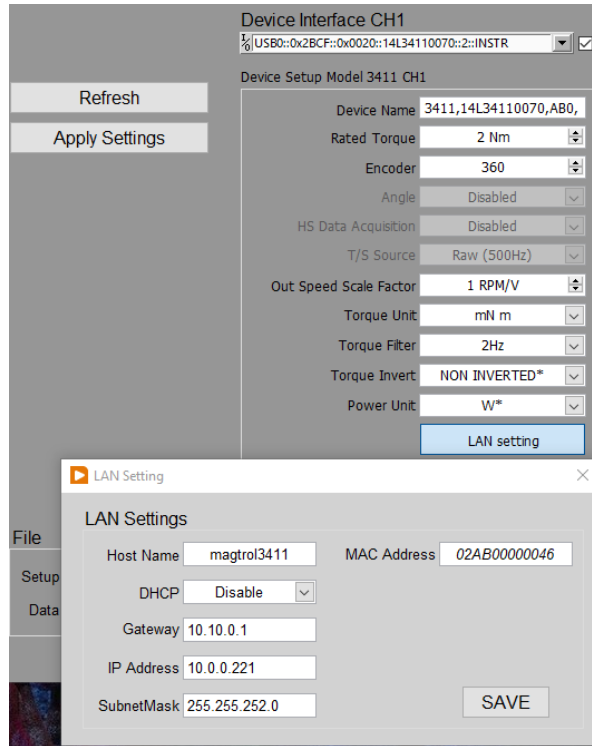 Device Interface CH1
I/O USB0::0x2BCF::0x0020::14L34110070::2::INSTR
Device Setup Model 3411 CH1
Refresh
Apply Settings
Device Name 3411,14L34110070,AB0,
Rated Torque 2 Nm
Encoder 360
Angle Disabled
HS Data Acquisition Disabled
T/S Source Raw (500Hz)
Out Speed Scale Factor 1 RPM/V
Torque Unit mN m
Torque Filter 2Hz
Torque Invert NON INVERTED*
Power Unit W*
LAN setting
LAN Setting
LAN Settings
Host Name magtrol3411 MAC Address 02AB00000046
DHCP Disable
Gateway 10.10.0.1
IP Address 10.0.0.221
SubnetMask 255.255.252.0
SAVE
File
Setup
Data